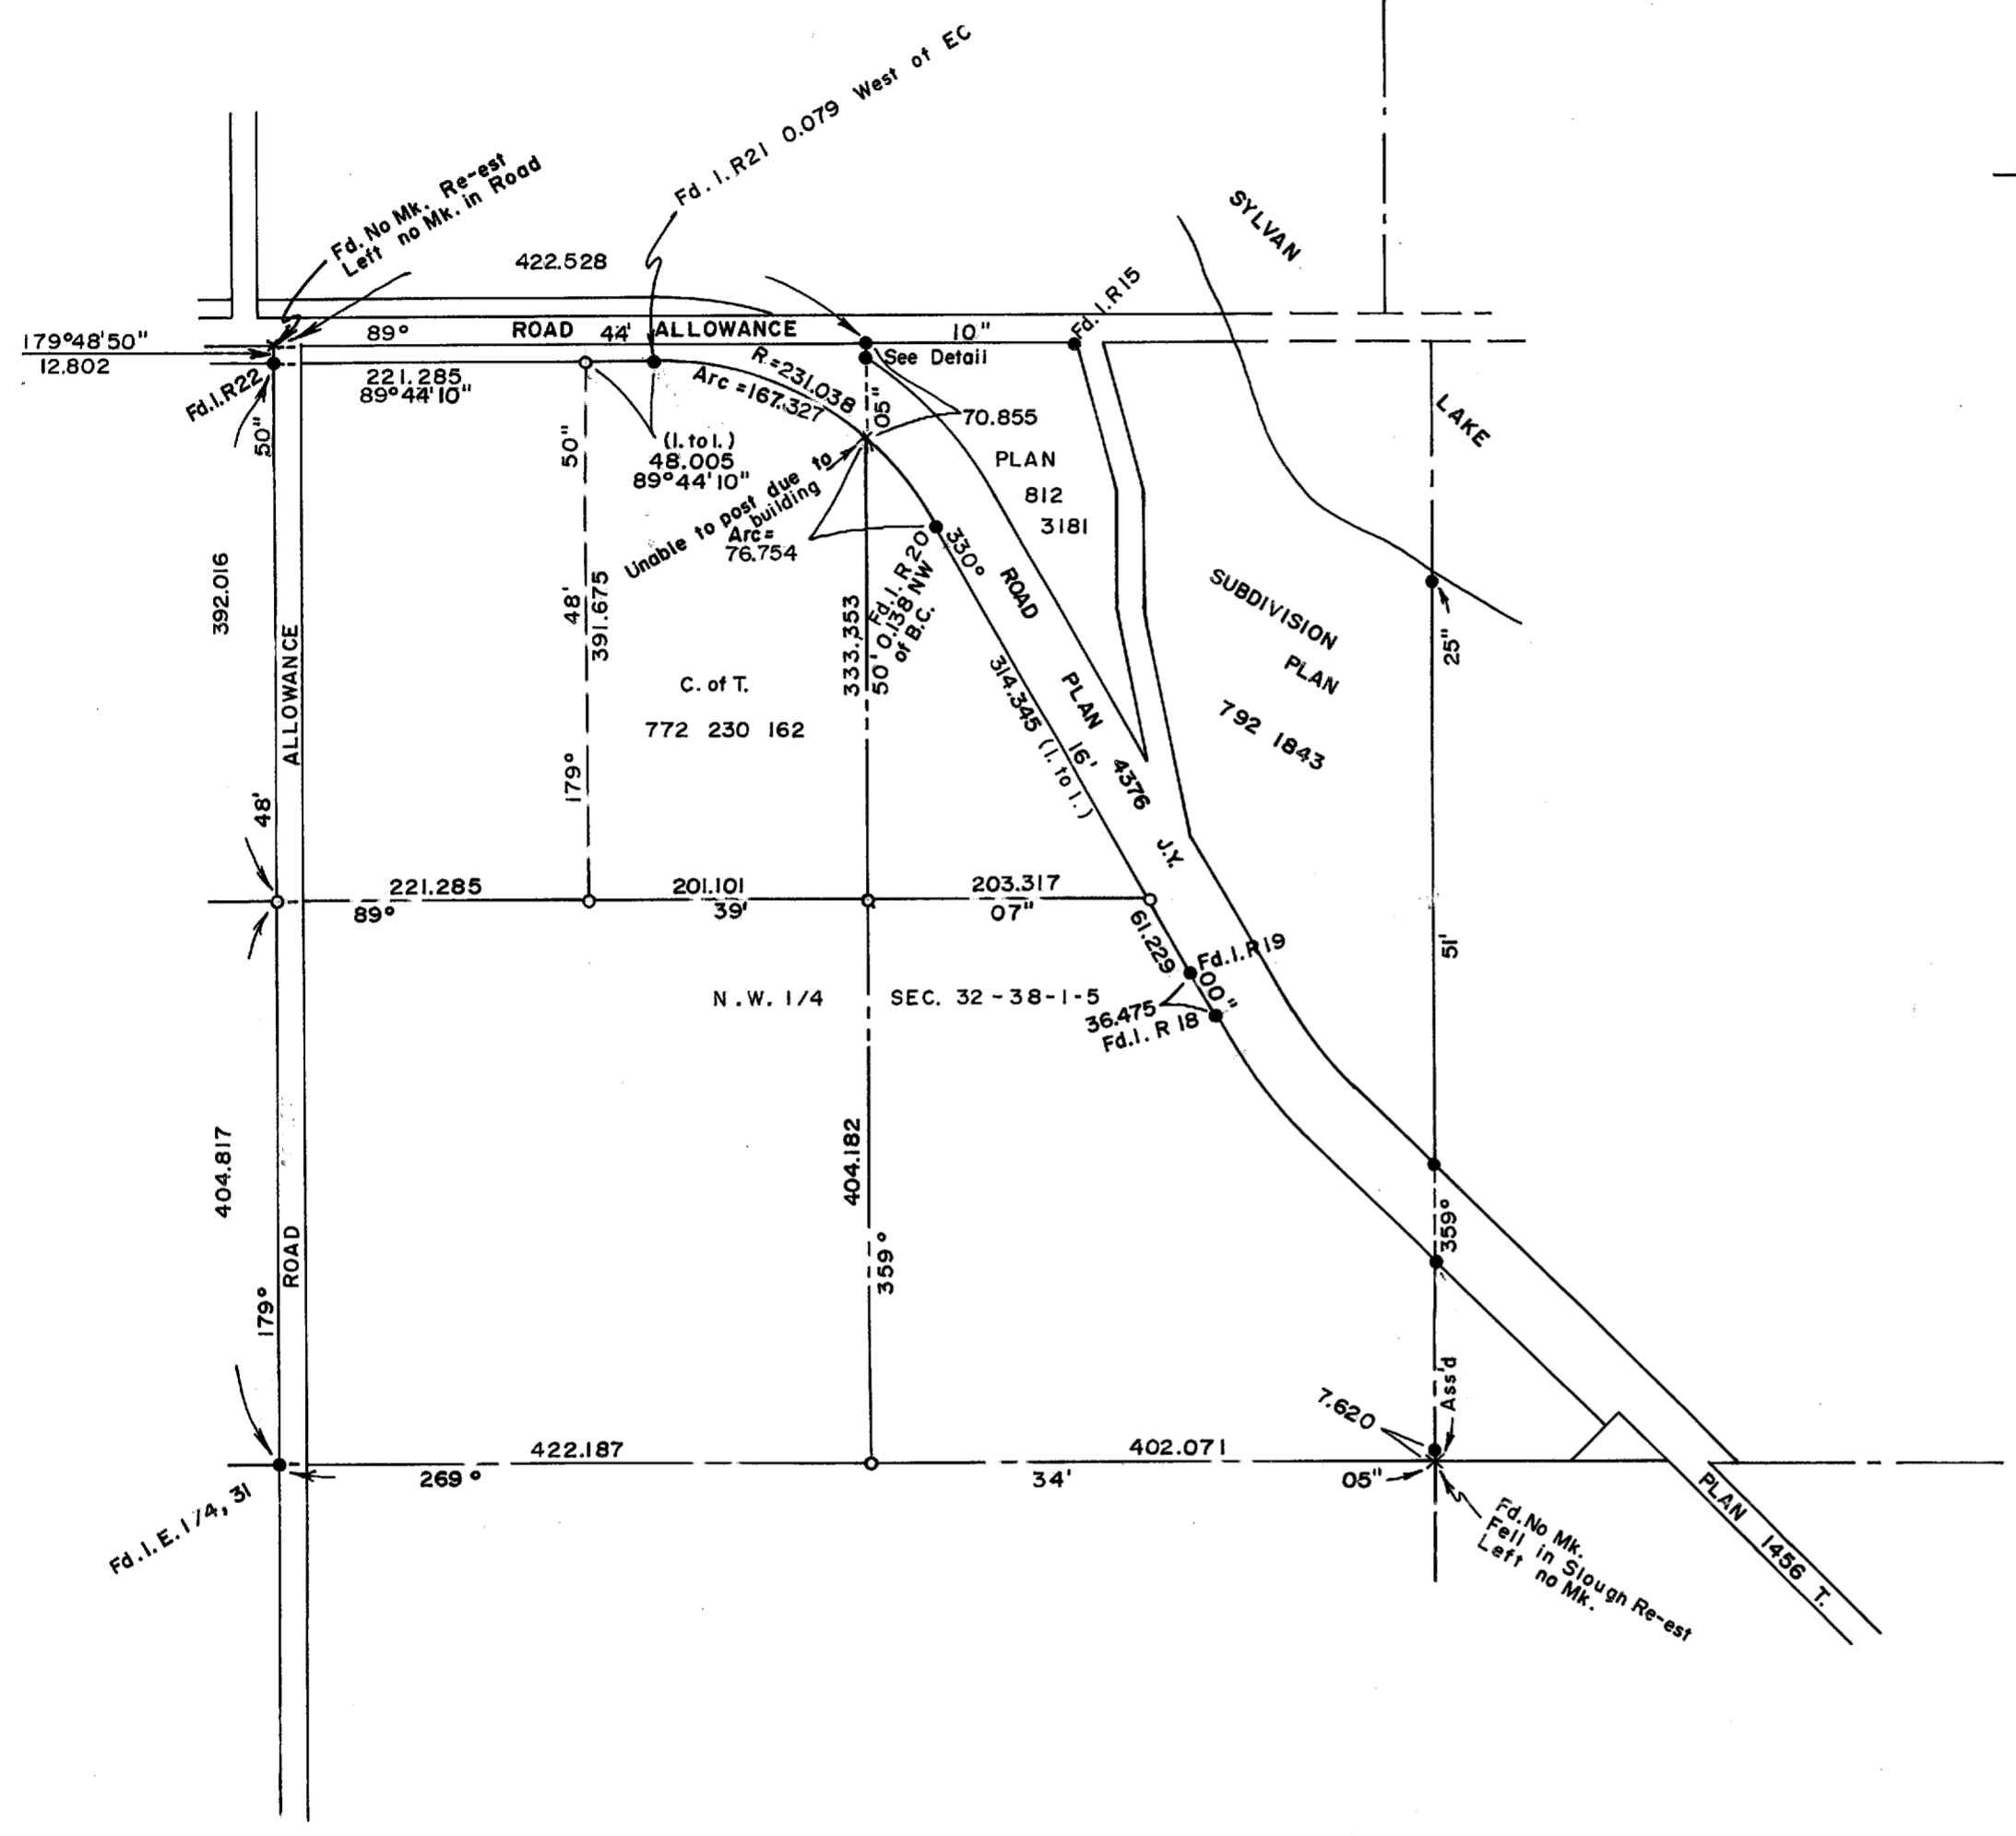 Fd. I. R21 0.079 West of EC
Fd. No Mk. Re-est
Left no Mk. in Road
SYLVAN
LAKE
422.528
Fd. I. R 15
179°48'50"
12.802
89°
ROAD 44' ALLOWANCE
10"
See Detail
Fd. I. R22
221.285
89°44'10"
R.=231.038
Arc =167.327
05"
70.855
50"
50"
(I. to I.)
48.005
89°44'10"
Unable to post due to
building
Arc=
76.754
PLAN
812
3181
330°
Fd. I. R 20
0.138 NW
of B.C.
392.016
48'
391.675
333.353
50'
ROAD
PLAN
16'
4376
J.Y.
314.345 (I. to I.)
SUBDIVISION
PLAN
792 1843
25"
ALLOWANCE
C. of T.
772 230 162
179°
48'
221.285
89°
201.101
39'
203.317
07"
61.229
Fd. I. R 19
00"
36.475
Fd. I. R 18
51'
N.W. 1/4 SEC. 32-38-1-5
404.817
404.182
ROAD
359°
359°
179°
Ass'd
7.620
422.187
269°
402.071
34'
05"
Fd. I. E. 1/4, 31
Fd. No Mk.
Fell in Slough Re-est
Left no Mk.
PLAN 1456 T.